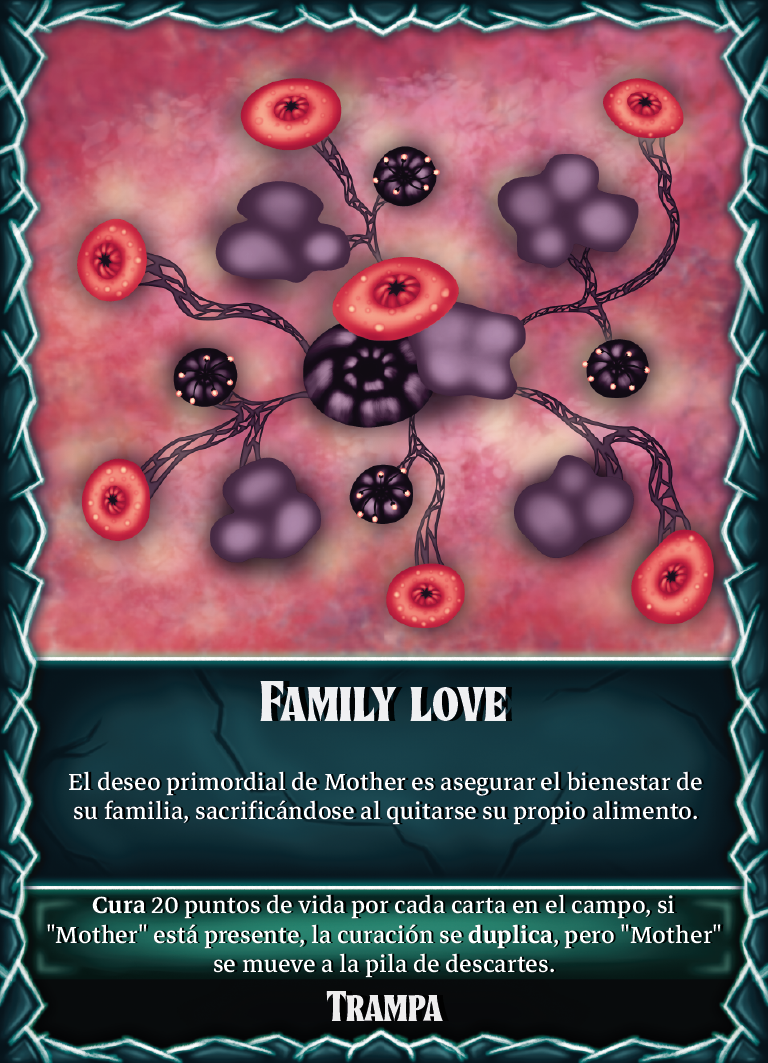 Family love
El deseo primordial de Mother es asegurar el bienestar de
su familia, sacrificándose al quitarse su propio alimento.
Cura 20 puntos de vida por cada carta en el campo, si
"Mother" está presente, la curación se duplica, pero "Mother"
se mueve a la pila de descartes.
Trampa